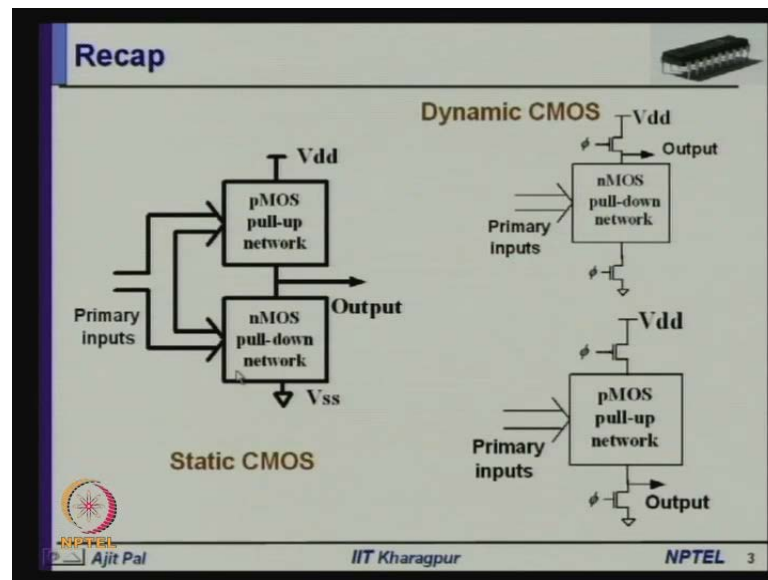 Recap
Dynamic CMOS
Vdd
ϕ
Output
nMOS
pull-down
network
Primary
inputs
ϕ
Vdd
pMOS
pull-up
network
Primary
inputs
Output
nMOS
pull-down
network
Vss
Static CMOS
Vdd
ϕ
pMOS
pull-up
network
Primary
inputs
ϕ
Output
NPTEL
Ajit Pal
IIT Kharagpur
NPTEL 3